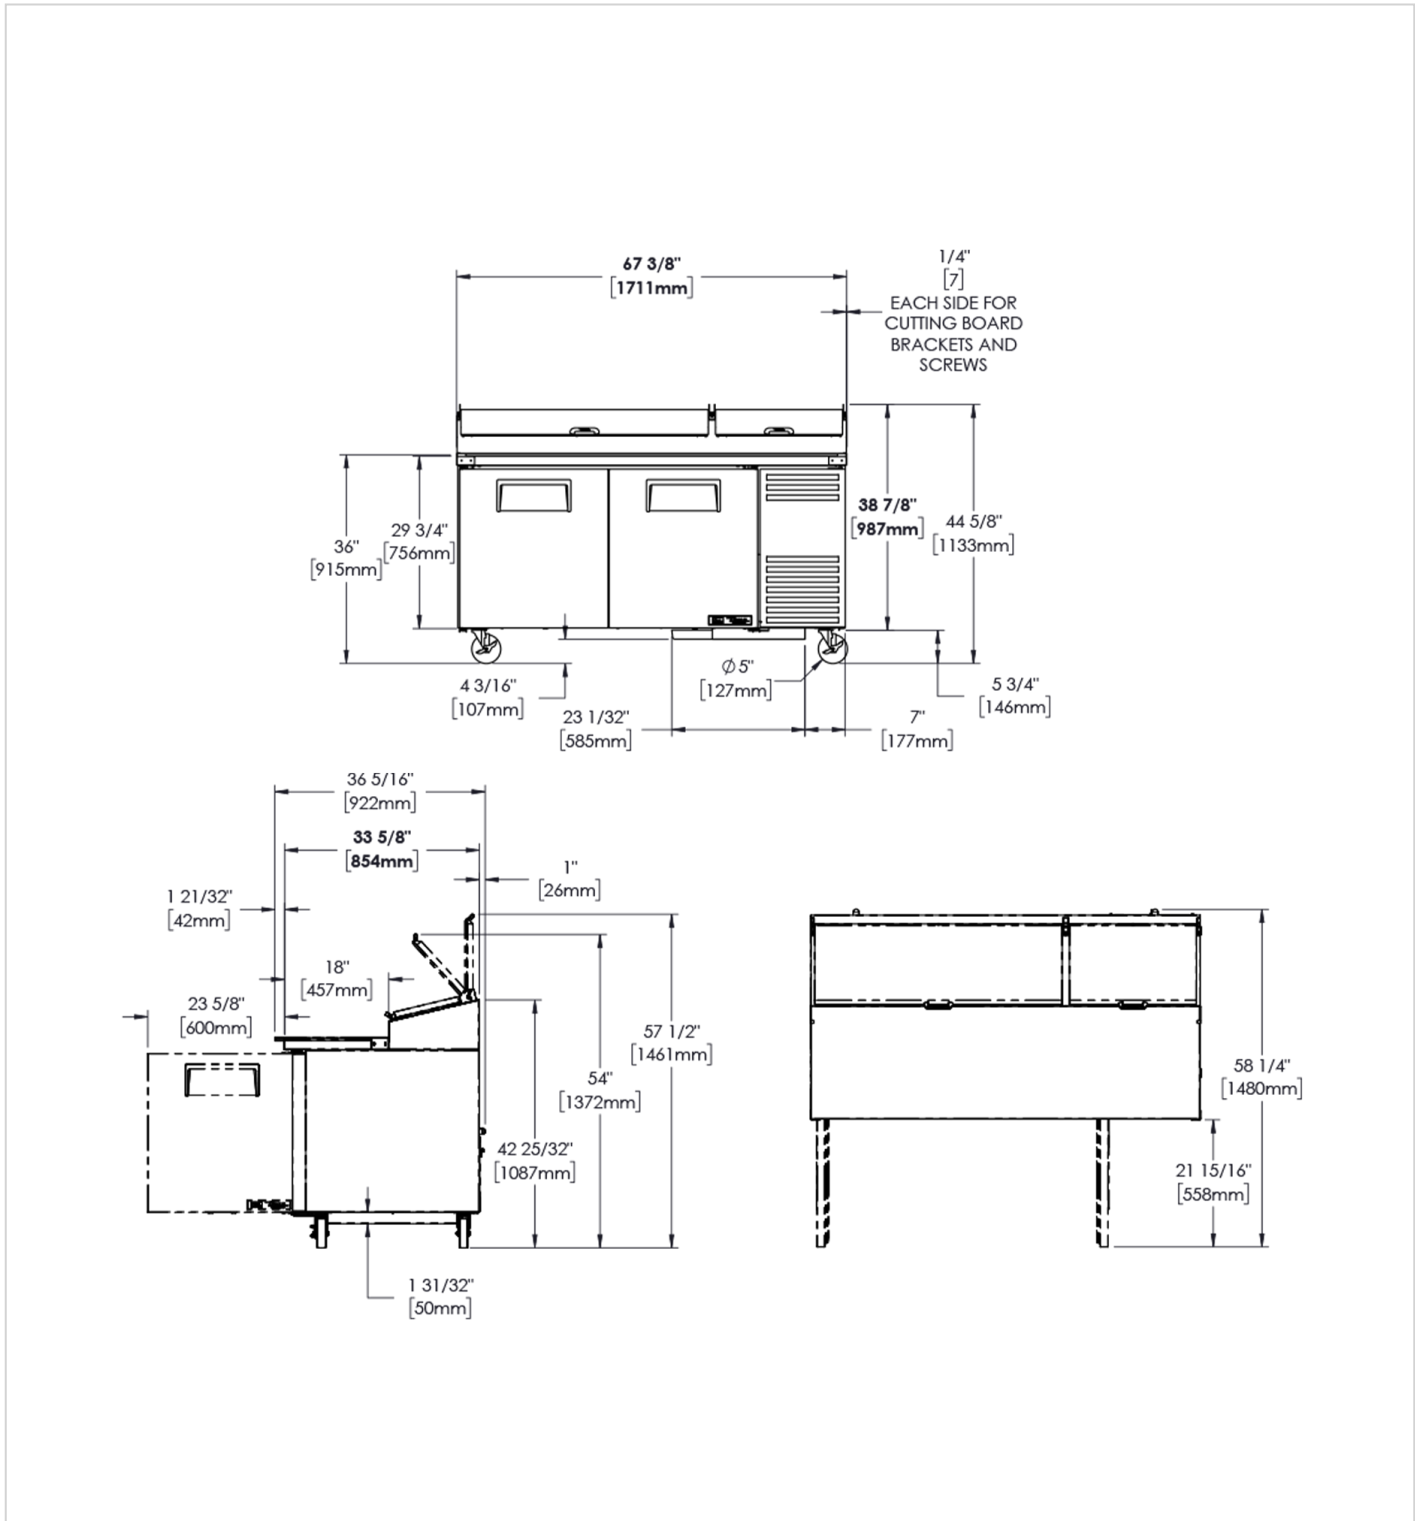 67 3/8"
[1711mm]
1/4"
[7]
EACH SIDE FOR
CUTTING BOARD
BRACKETS AND
SCREWS
36"
[915mm]
29 3/4"
[756mm]
38 7/8"
[987mm]
44 5/8"
[1133mm]
4 3/16"
[107mm]
Ø 5"
[127mm]
23 1/32"
[585mm]
7"
[177mm]
5 3/4"
[146mm]
36 5/16"
[922mm]
33 5/8"
[854mm]
1"
[26mm]
1 21/32"
[42mm]
18"
[457mm]
23 5/8"
[600mm]
57 1/2"
[1461mm]
54"
[1372mm]
42 25/32"
[1087mm]
1 31/32"
[50mm]
58 1/4"
[1480mm]
21 15/16"
[558mm]